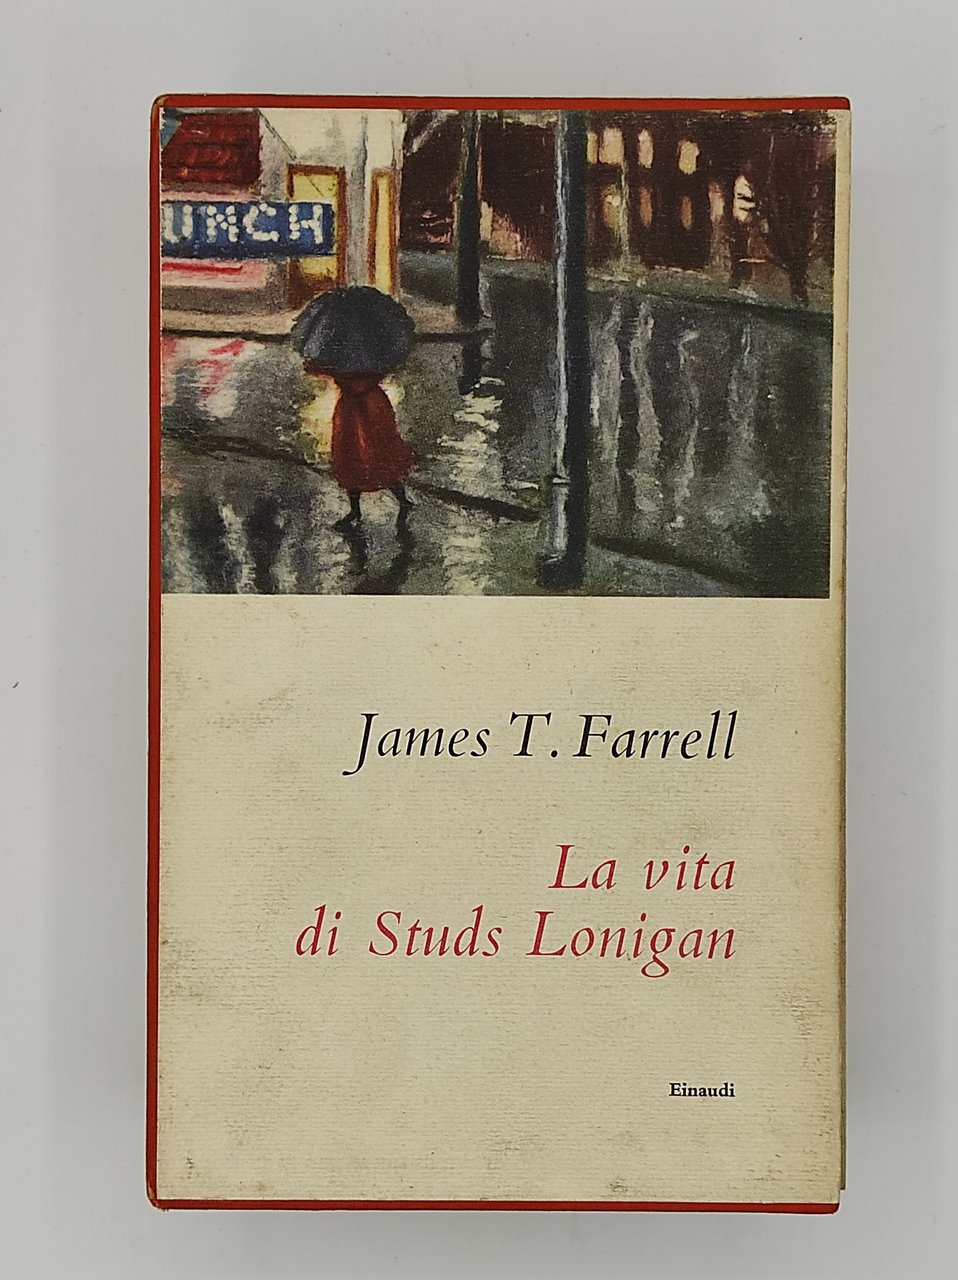 UNCH
James T. Farrell
La vita
di Studs Lonigan
Einaudi